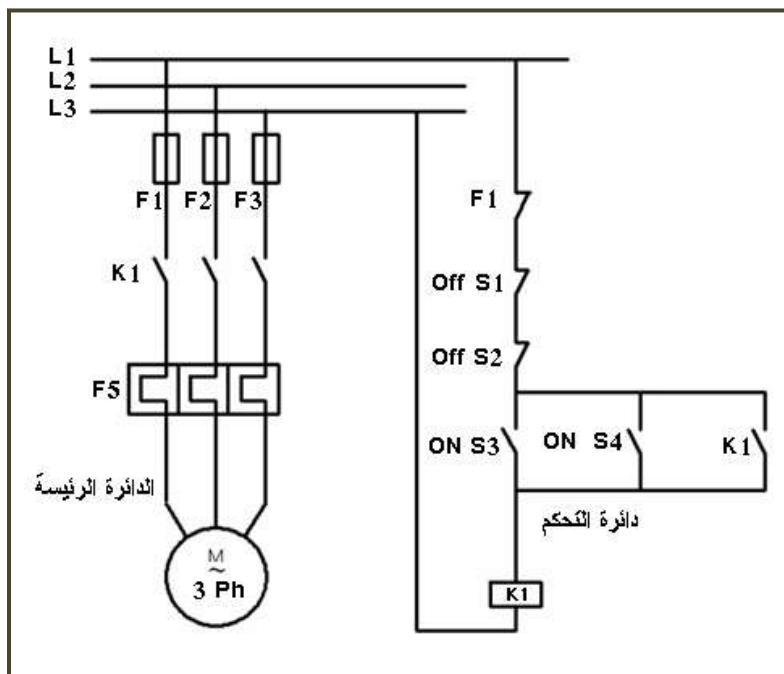 L1
L2
L3
F1 F2 F3
F1
K1
Off S1
Off S2
F5
ON S3
ON S4
K1
الدائرة الرئيسة
دائرة التحكم
M
~
3 Ph
K1